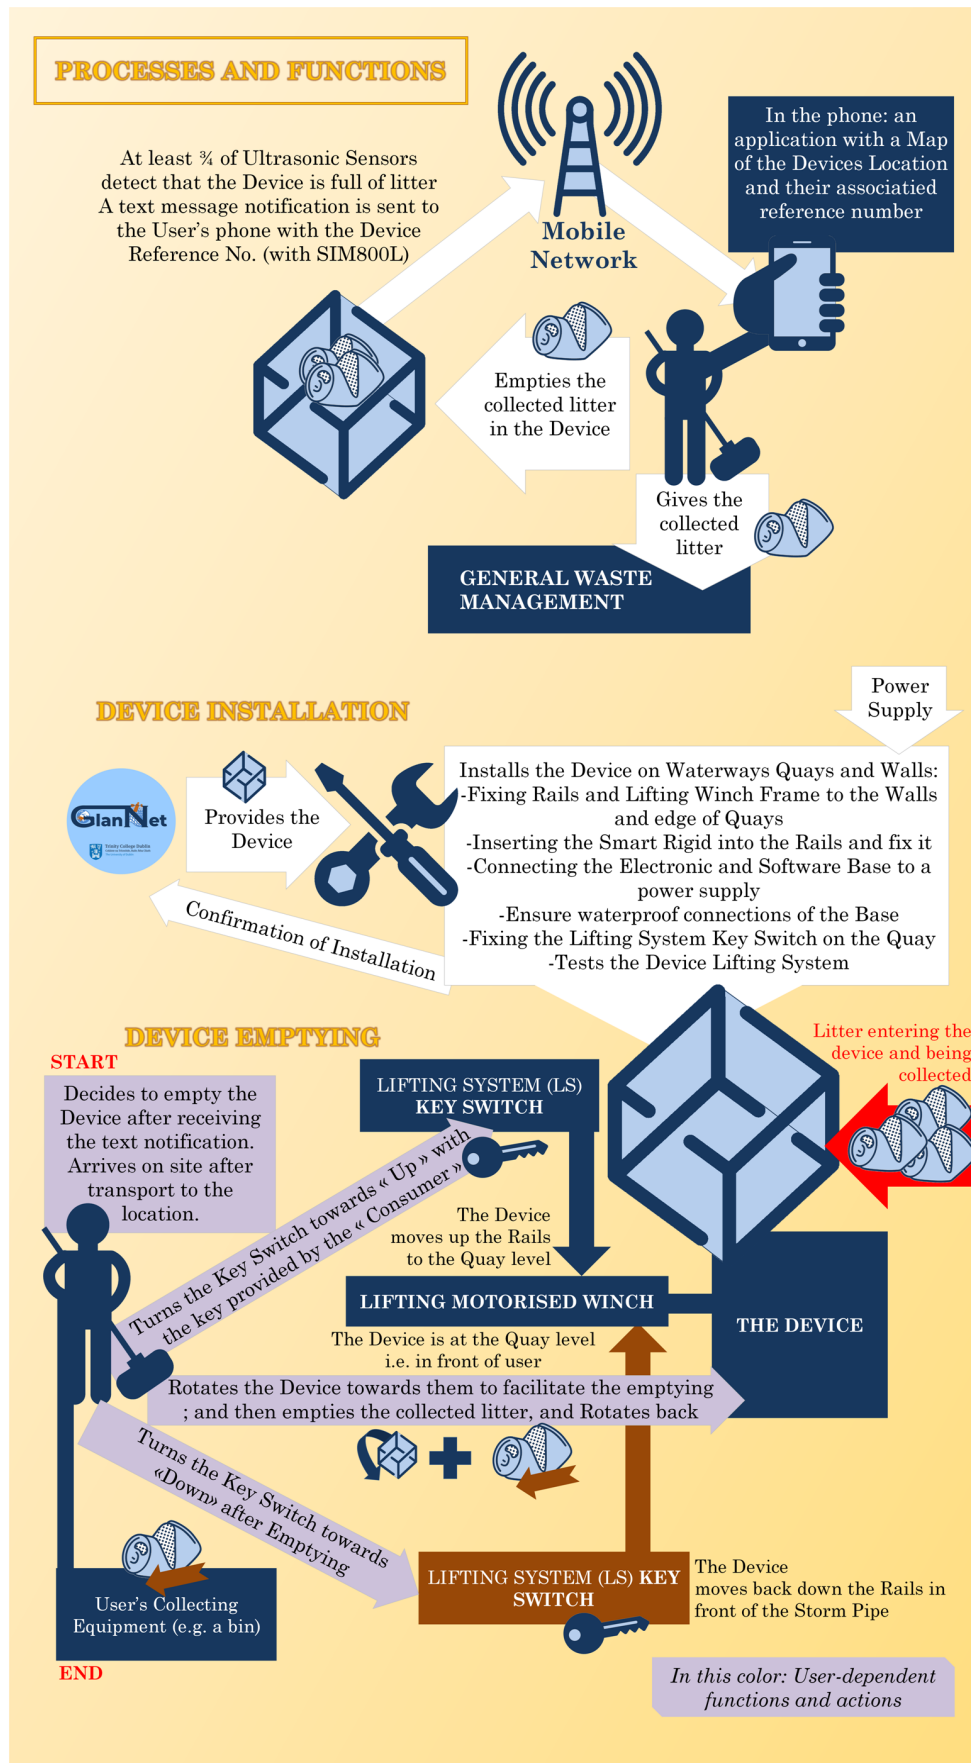 PROCESSES AND FUNCTIONS
At least ¾ of Ultrasonic Sensors
detect that the Device is full of litter
A text message notification is sent to
the User's phone with the Device
Reference No. (with SIM800L)
Mobile
Network
In the phone: an
application with a Map
of the Devices Location
and their associatied
reference number
Empties the
collected litter
in the Device
Gives the
collected
litter
GENERAL WASTE
MANAGEMENT
DEVICE INSTALLATION
Power
Supply
GlanNet
Trinity College Dublin
Provides the
Device
Confirmation of Installation
Installs the Device on Waterways Quays and Walls:
-Fixing Rails and Lifting Winch Frame to the Walls
and edge of Quays
-Inserting the Smart Rigid into the Rails and fix it
-Connecting the Electronic and Software Base to a
power supply
-Ensure waterproof connections of the Base
-Fixing the Lifting System Key Switch on the Quay
-Tests the Device Lifting System
DEVICE EMPTYING
START
Decides to empty the
Device after receiving
the text notification.
Arrives on site after
transport to the
location.
LIFTING SYSTEM (LS)
KEY SWITCH
Litter entering the
device and being
collected
Turns the Key Switch towards « Up » with
the key provided by the « Consumer »
The Device
moves up the Rails
to the Quay level
LIFTING MOTORISED WINCH
THE DEVICE
The Device is at the Quay level
i.e. in front of user
Rotates the Device towards them to facilitate the emptying
; and then empties the collected litter, and Rotates back
Turns the Key Switch towards
«Down» after Emptying
LIFTING SYSTEM (LS) KEY
SWITCH
The Device
moves back down the Rails in
front of the Storm Pipe
User's Collecting
Equipment (e.g. a bin)
END
In this color: User-dependent
functions and actions